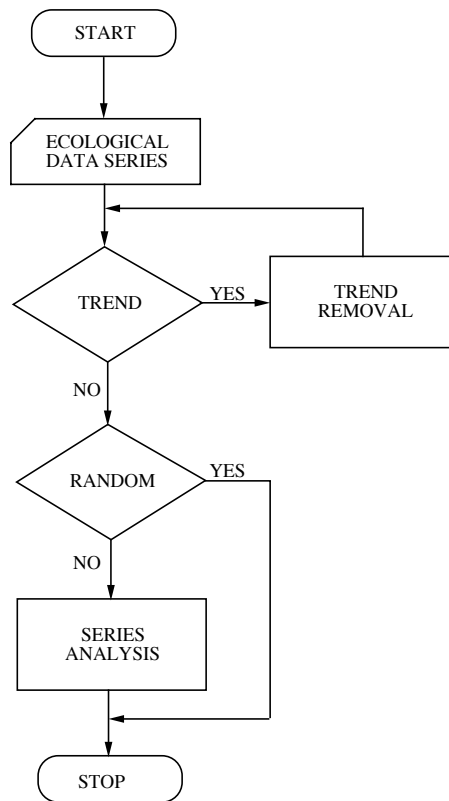 START
ECOLOGICAL
DATA SERIES
TREND
YES
TREND
REMOVAL
NO
RANDOM
YES
NO
SERIES
ANALYSIS
STOP